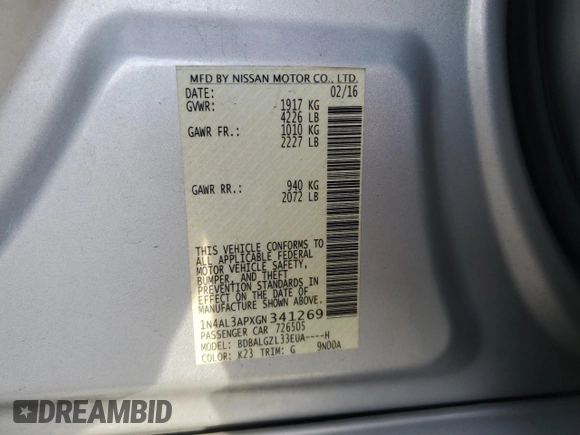 MFD BY NISSAN MOTOR CO., LTD.
DATE: 02/16
GVWR: 1917 KG
4226 LB
GAWR FR.: 1010 KG
2227 LB
GAWR RR.: 940 KG
2072 LB
THIS VEHICLE CONFORMS TO
ALL APPLICABLE FEDERAL
MOTOR VEHICLE SAFETY,
BUMPER, AND THEFT
PREVENTION STANDARDS IN
EFFECT ON THE DATE OF
MANUFACTURE SHOWN ABOVE.
1N4AL3APXGN341269
PASSENGER CAR 726505
MODEL: BDBALGZL33EUA----H
COLOR: K23 TRIM: G 9N00A
DREAMBID